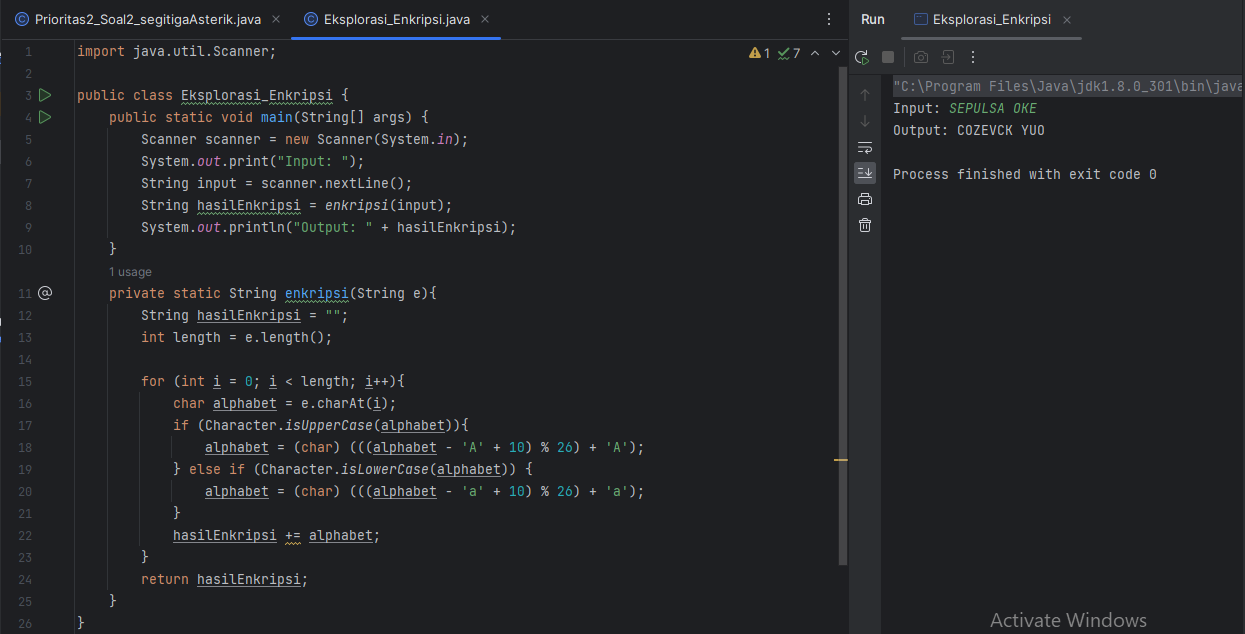 Prioritas2_Soal2_segitigaAsterik.java
Eksplorasi_Enkripsi.java
1 import java.util.Scanner;
2
3 public class Eksplorasi_Enkripsi {
4 public static void main(String[] args) {
5 Scanner scanner = new Scanner(System.in);
6 System.out.print("Input: ");
7 String input = scanner.nextLine();
8 String hasilEnkripsi = enkripsi(input);
9 System.out.println("Output: " + hasilEnkripsi);
10 }
1 usage
11 @ private static String enkripsi(String e){
12 String hasilEnkripsi = "";
13 int length = e.length();
14
15 for (int i = 0; i < length; i++){
16 char alphabet = e.charAt(i);
17 if (Character.isUpperCase(alphabet)){
18 alphabet = (char) (((alphabet - 'A' + 10) % 26) + 'A');
19 } else if (Character.isLowerCase(alphabet)) {
20 alphabet = (char) (((alphabet - 'a' + 10) % 26) + 'a');
21 }
22 hasilEnkripsi += alphabet;
23 }
24 return hasilEnkripsi;
25 }
26 }
1 7
Run Eksplorasi_Enkripsi
"C:\Program Files\Java\jdk1.8.0_301\bin\java
Input: SEPULSA OKE
Output: COZEVCK YUO
Process finished with exit code 0
Activate Windows